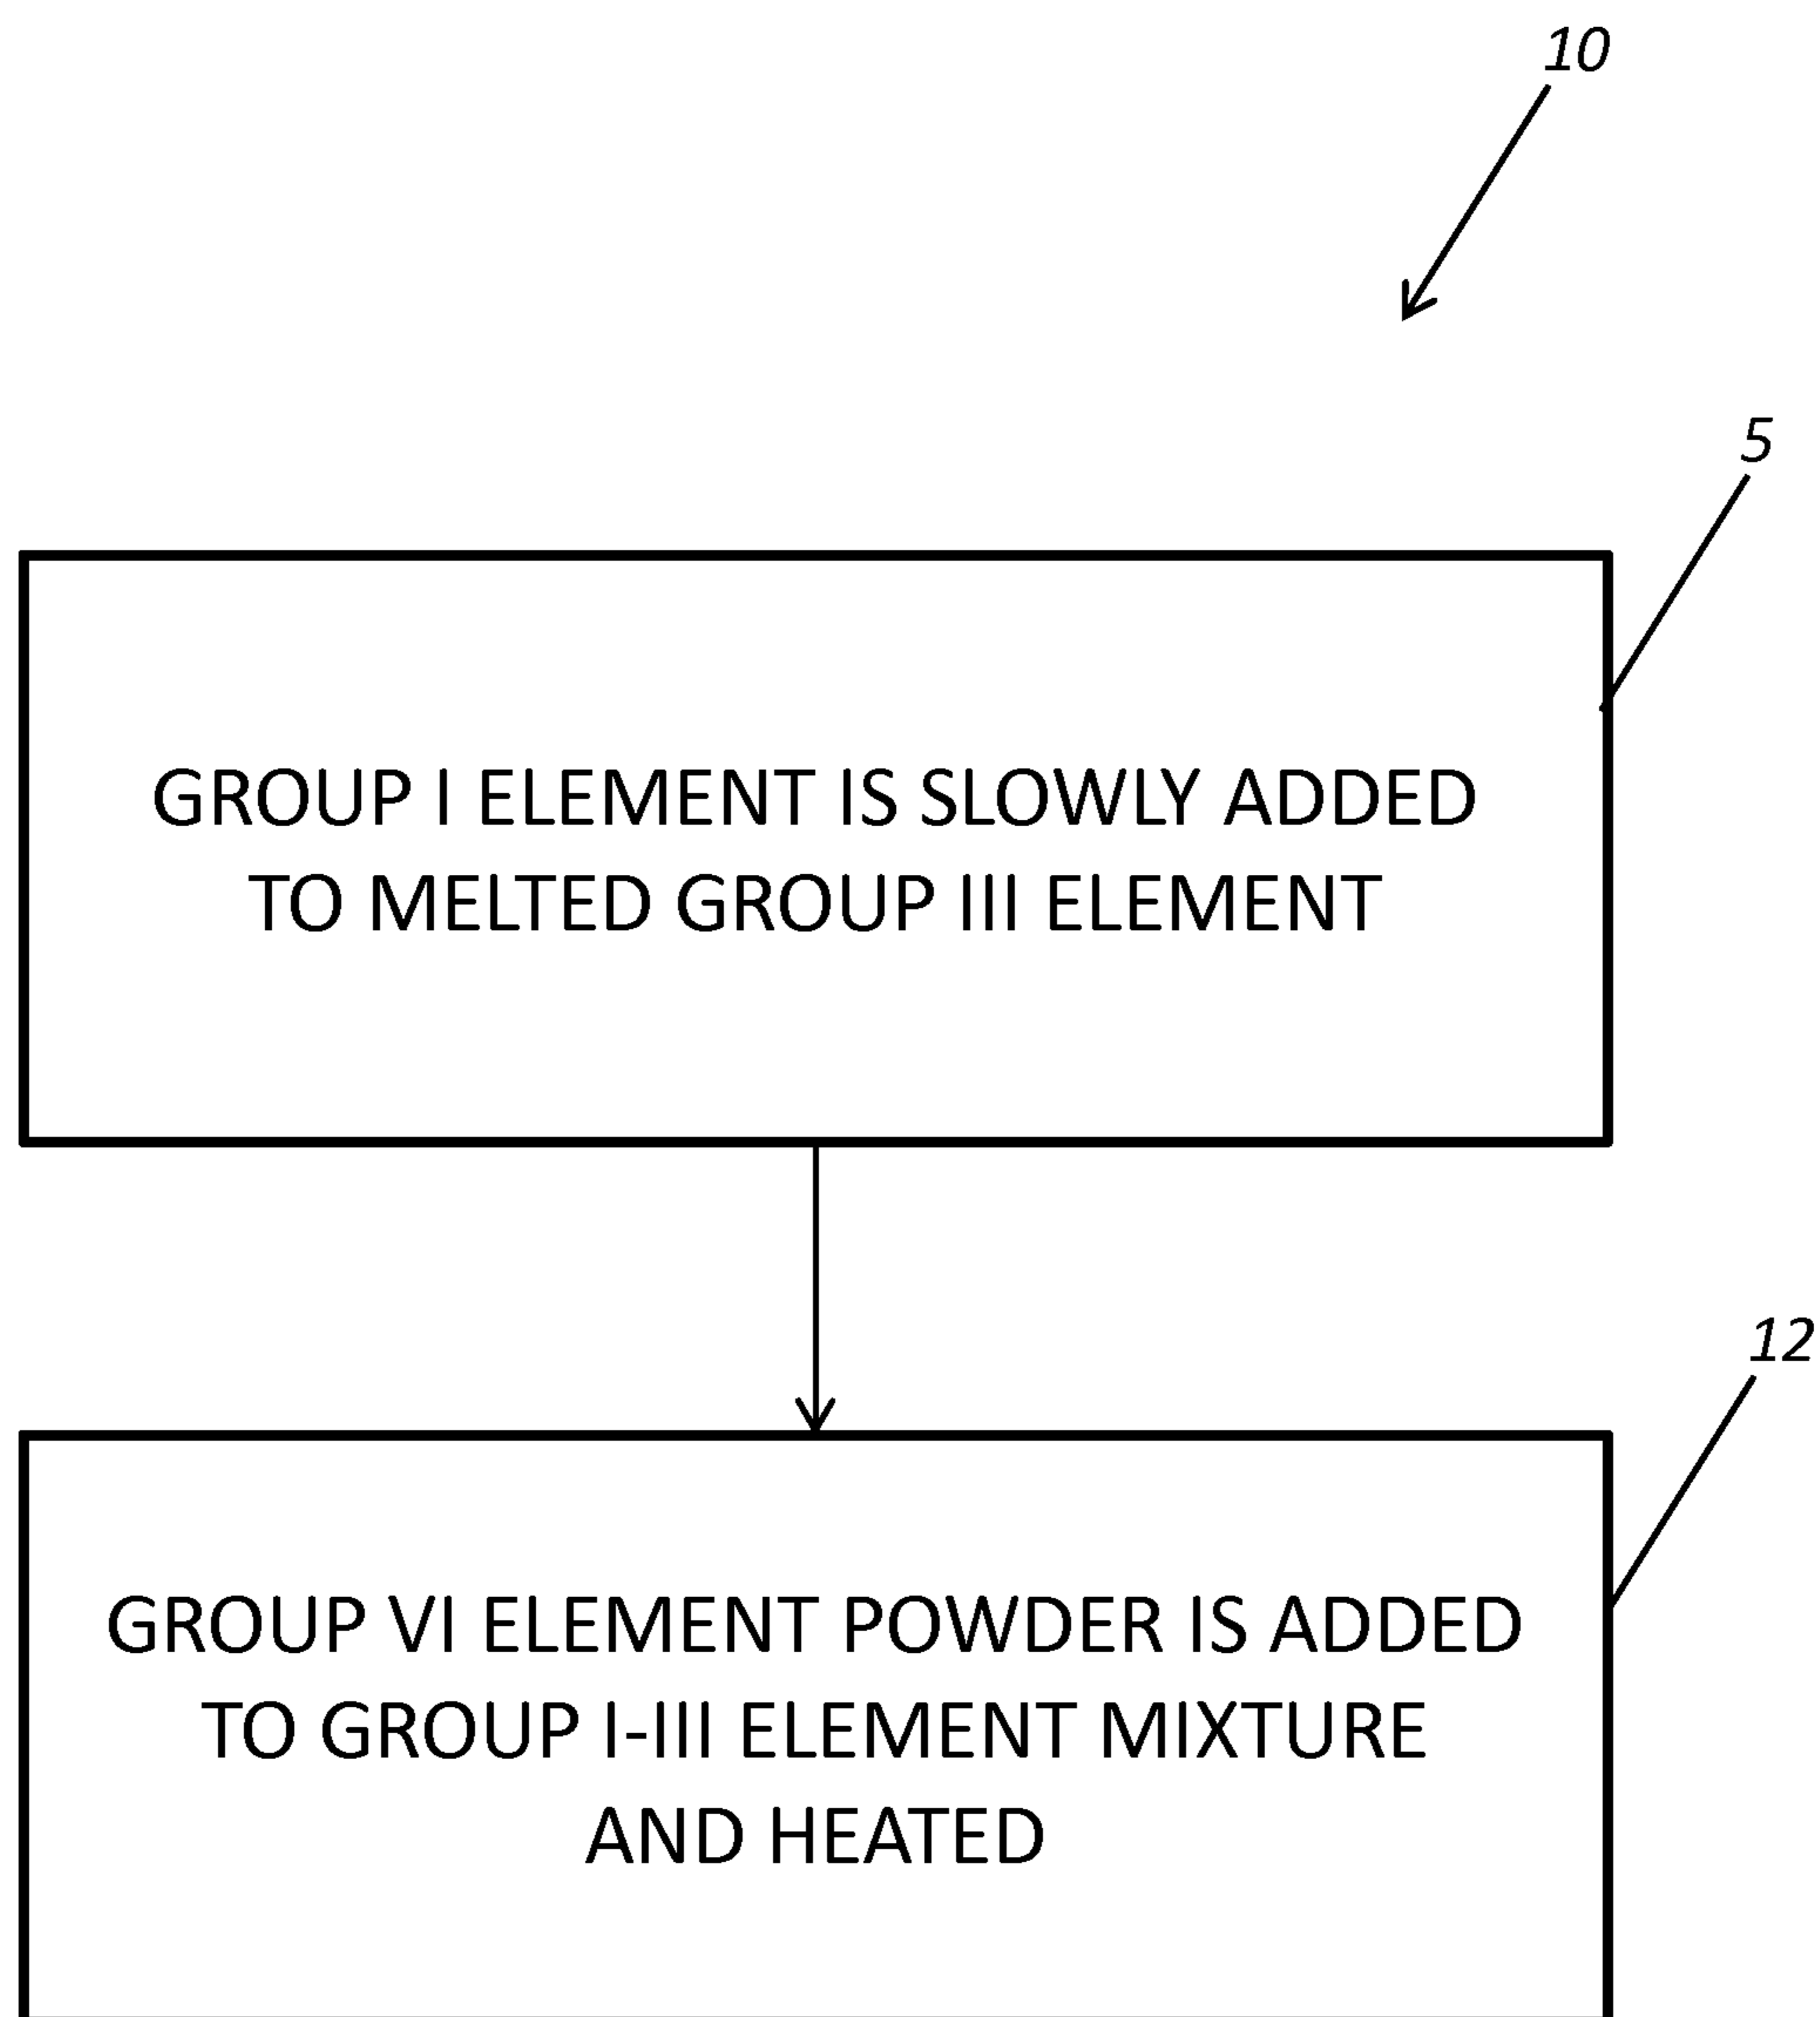 10
5
GROUP I ELEMENT IS SLOWLY ADDED
TO MELTED GROUP III ELEMENT
12
GROUP VI ELEMENT POWDER IS ADDED
TO GROUP I-III ELEMENT MIXTURE
AND HEATED